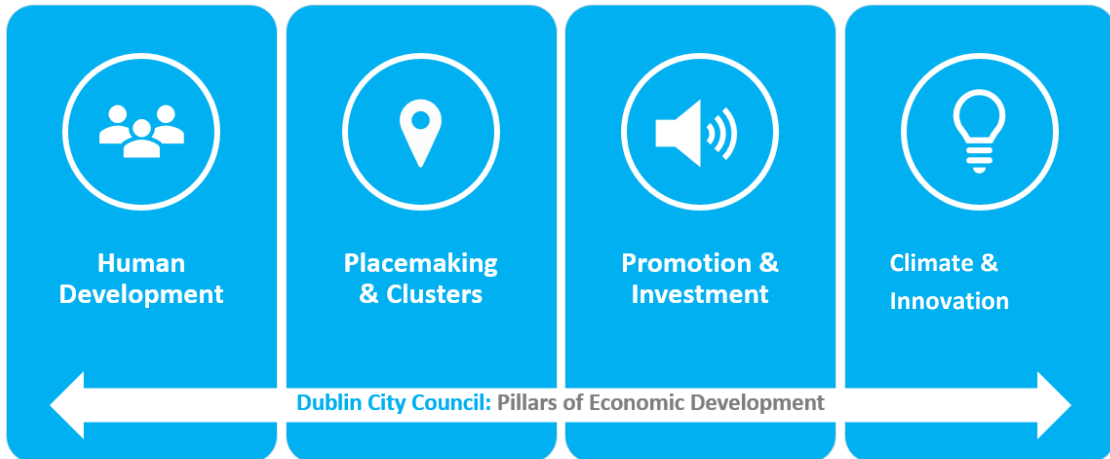 Human
Development
Placemaking
& Clusters
Promotion &
Investment
Climate &
Innovation
Dublin City Council: Pillars of Economic Development